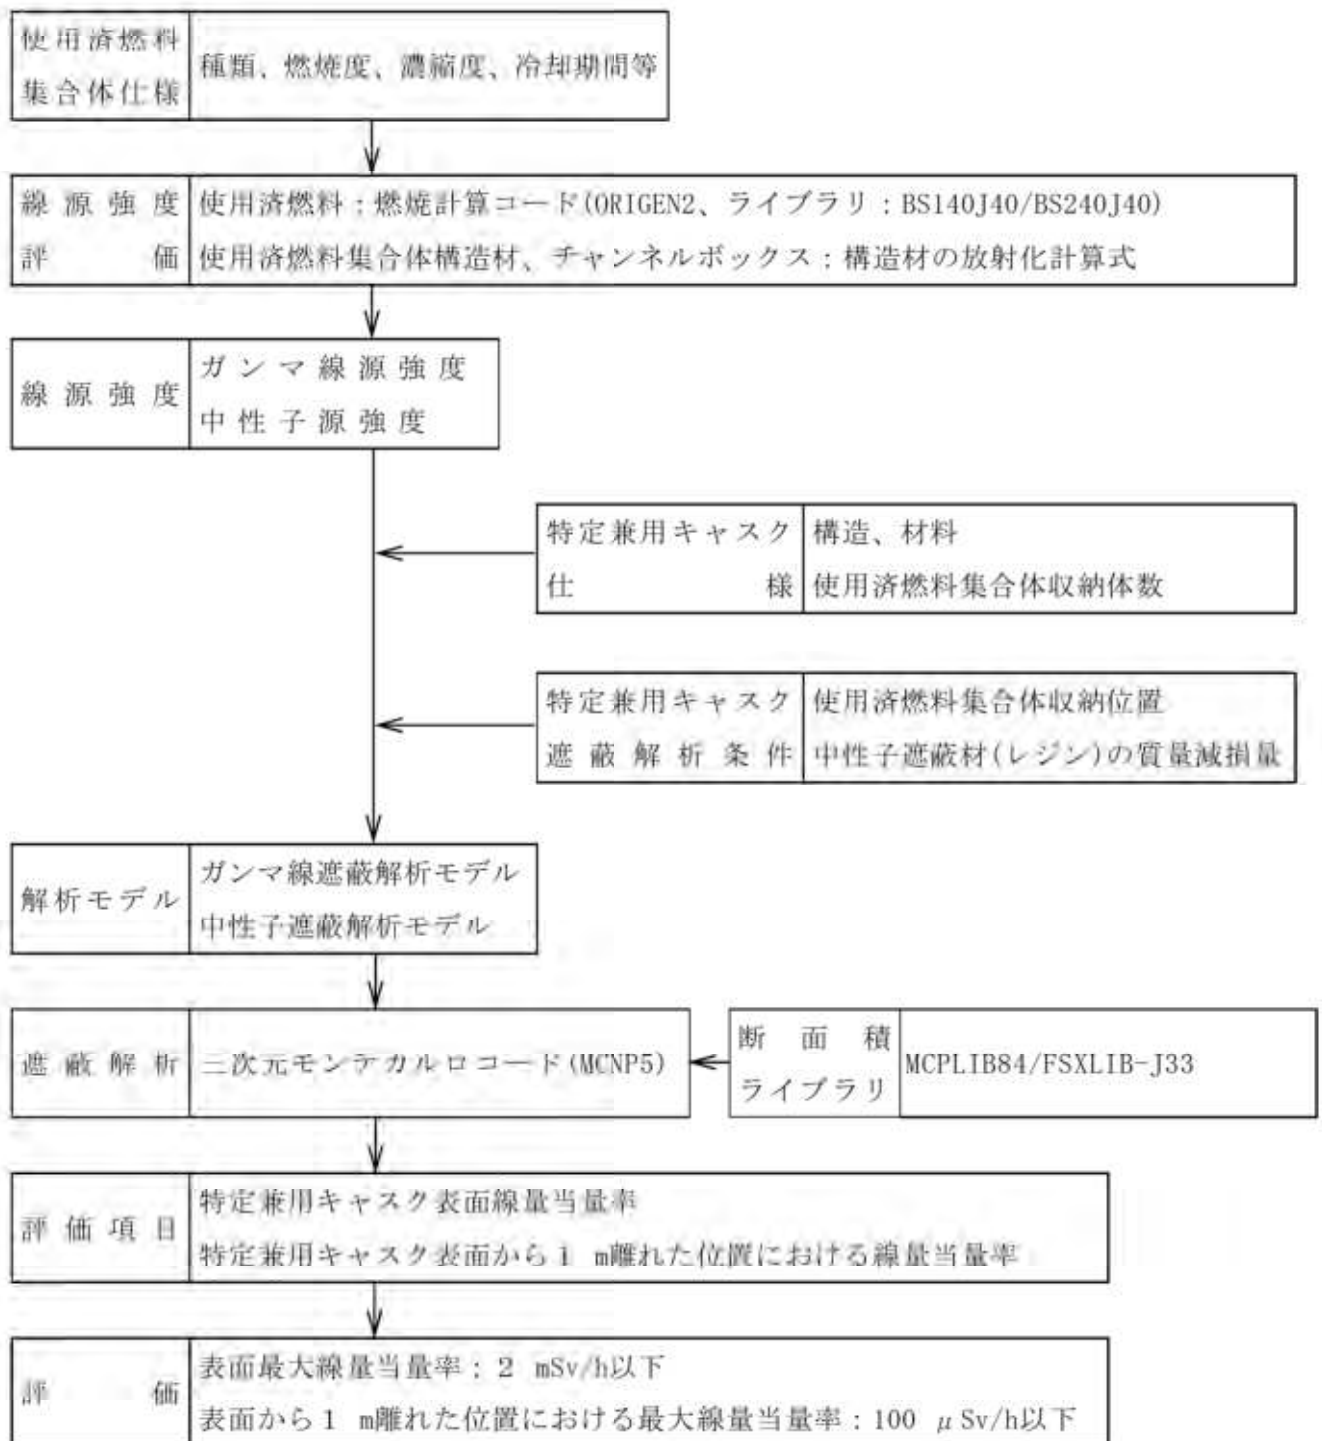 使用済燃料
集合体仕様
種類、燃焼度、濃縮度、冷却期間等
線源強度
評価
使用済燃料：燃焼計算コード(ORIGEN2、ライブラリ：BS140J40/BS240J40)
使用済燃料集合体構造材、チャンネルボックス：構造材の放射化計算式
線源強度
ガンマ線源強度
中性子源強度
特定兼用キャスク
仕様
構造、材料
使用済燃料集合体収納体数
特定兼用キャスク
遮蔽解析条件
使用済燃料集合体収納位置
中性子遮蔽材(レジン)の質量減損量
解析モデル
ガンマ線遮蔽解析モデル
中性子遮蔽解析モデル
遮蔽解析
三次元モンテカルロコード(MCNP5)
断面積
ライブラリ
MCPLIB84/FSXLIB-J33
評価項目
特定兼用キャスク表面線量当量率
特定兼用キャスク表面から１ m離れた位置における線量当量率
評価
表面最大線量当量率：２ mSv/h以下
表面から１ m離れた位置における最大線量当量率：100 μSv/h以下